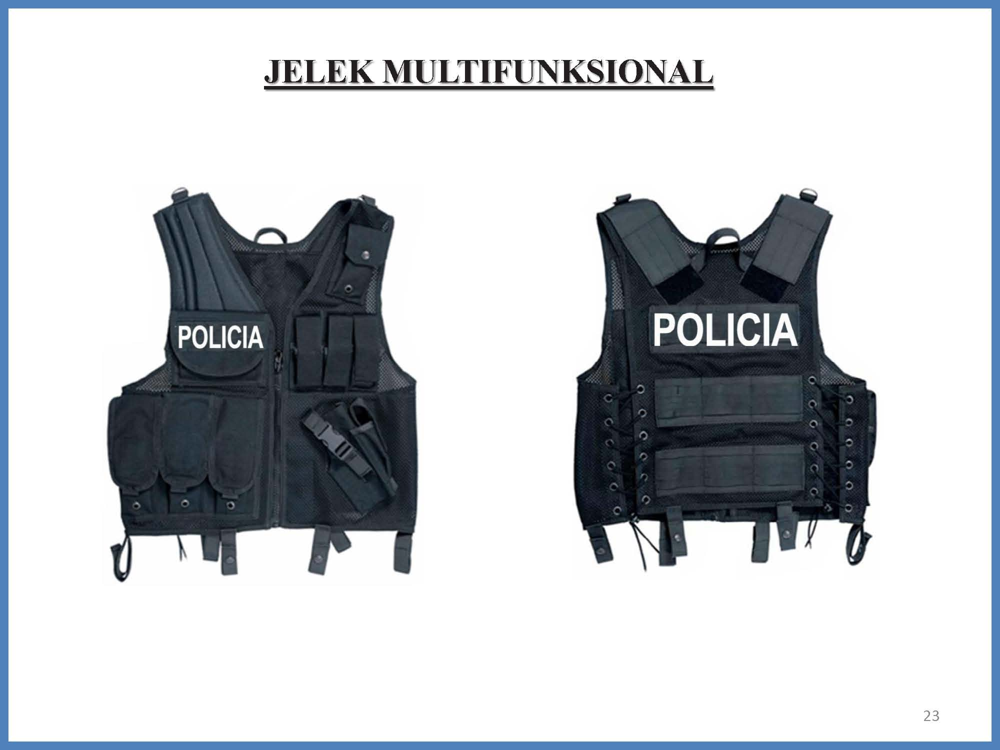 JELEK MULTIFUNKSIONAL
POLICIA
POLICIA
23